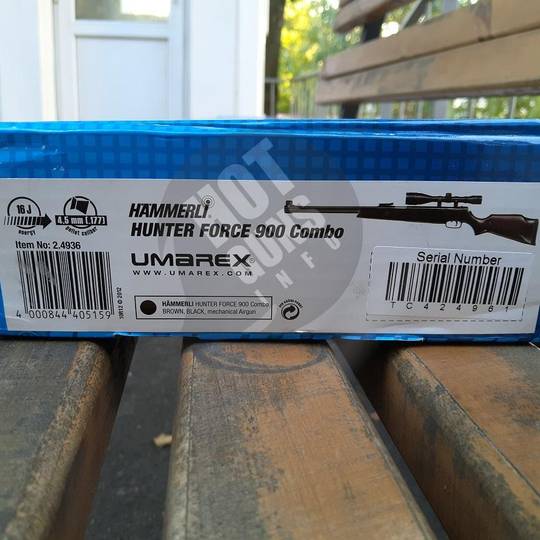 16 J
energy
4.5 mm (.177)
pellet caliber
HÄMMERLI
HUNTER FORCE 900 Combo
Item No: 2.4936
UMAREX®
WWW.UMAREX.COM
4 000844 405159
HÄMMERLI HUNTER FORCE 900 Combo
BROWN, BLACK, mechanical Airgun
Serial Number
TC424961
HOT
GUNS
INFO